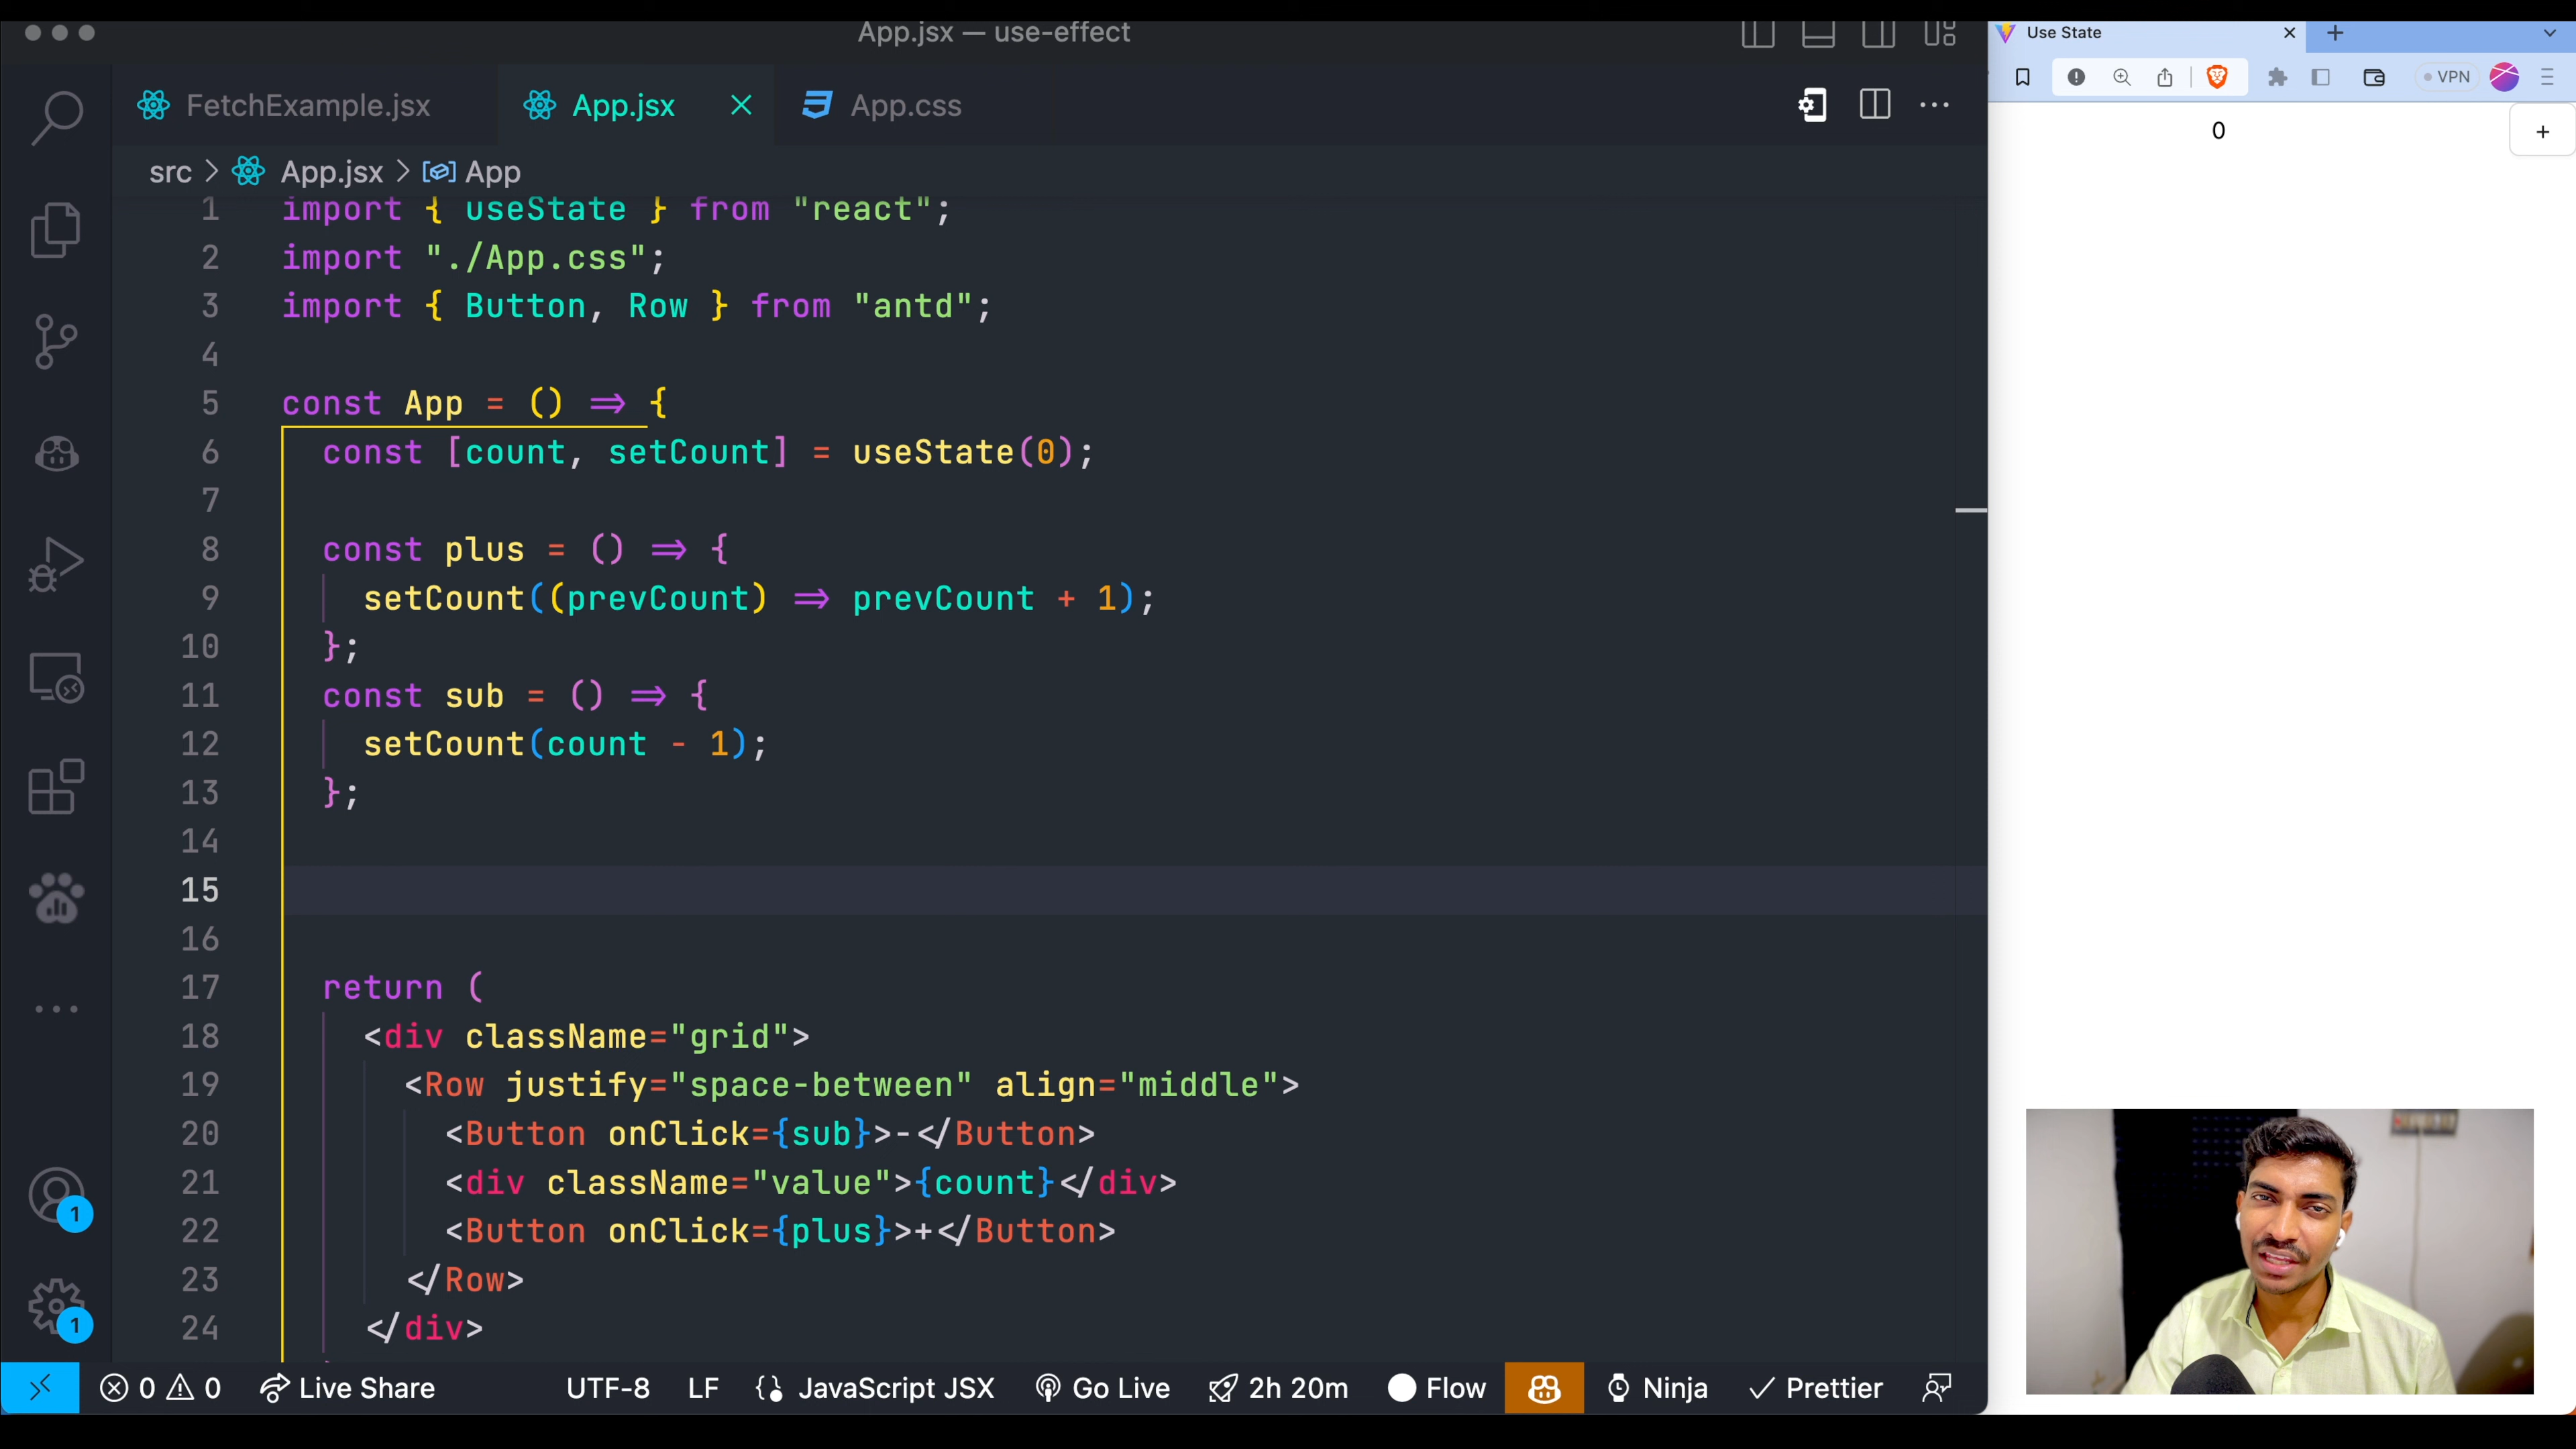 App.jsx — use-effect
FetchExample.jsx
App.jsx
App.css
src > App.jsx > App
1 import { useState } from "react";
2 import "./App.css";
3 import { Button, Row } from "antd";
4
5 const App = () => {
6 const [count, setCount] = useState(0);
7
8 const plus = () => {
9 setCount((prevCount) => prevCount + 1);
10 };
11 const sub = () => {
12 setCount(count - 1);
13 };
14
15
16
17 return (
18 <div className="grid">
19 <Row justify="space-between" align="middle">
20 <Button onClick={sub}>-</Button>
21 <div className="value">{count}</div>
22 <Button onClick={plus}>+</Button>
23 </Row>
24 </div>
1
1
0 0 Live Share UTF-8 LF JavaScript JSX Go Live 2h 20m Flow Ninja Prettier
Use State
VPN
0 +